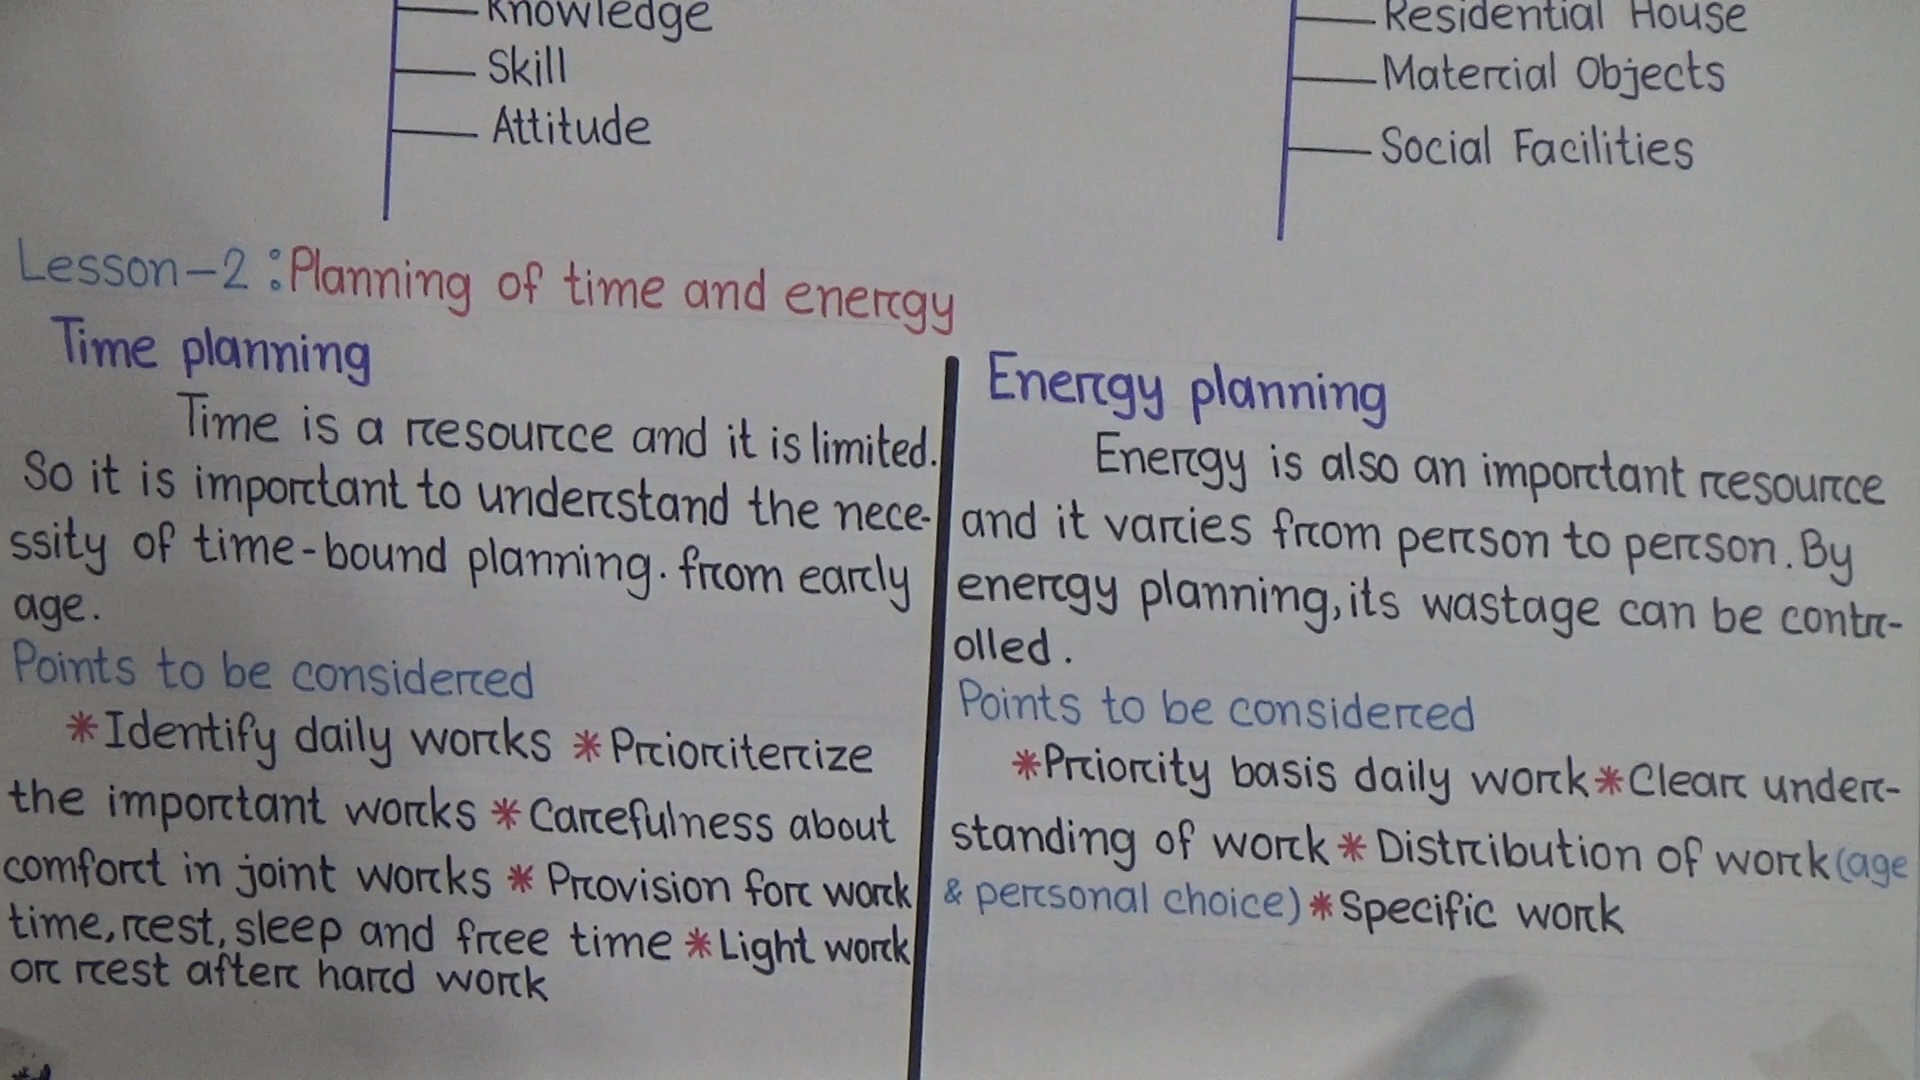 Knowledge
Skill
Attitude
Residential House
Material Objects
Social Facilities
Lesson-2: Planning of time and energy
Time planning
Time is a resource and it is limited.
So it is important to understand the nece-
ssity of time-bound planning. from early
age.
Points to be considered
*Identify daily works *Prioriterize
the important works *Carefulness about
comfort in joint works *Provision for work
time, rest, sleep and free time *Light work
or rest after hard work
Energy planning
Energy is also an important resource
and it varies from person to person. By
energy planning, its wastage can be contr-
olled.
Points to be considered
*Priority basis daily work *Clear under-
standing of work *Distribution of work (age
& personal choice) *Specific work